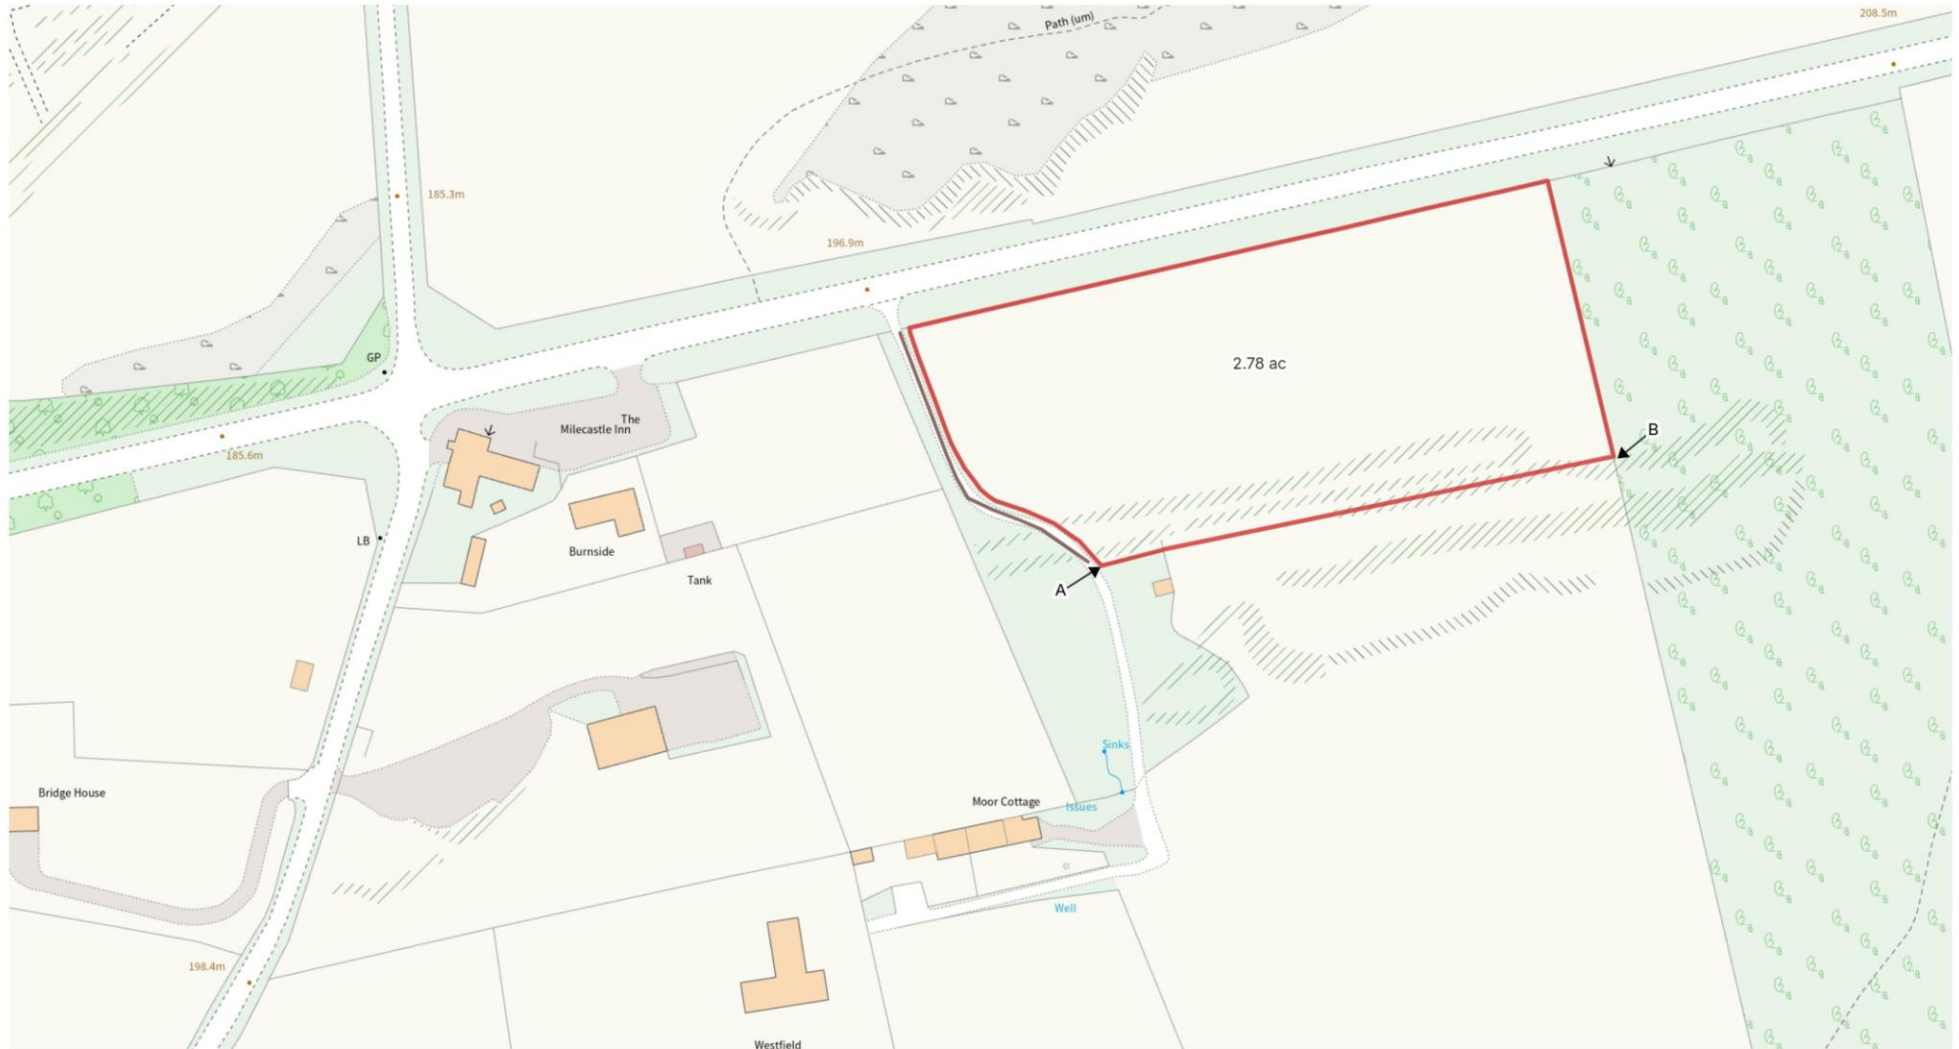 Path (um)
208.5m
185.3m
196.9m
GP
2.78 ac
The
Milecastle Inn
B
185.6m
LB
Burnside
Tank
A
Sinks
Bridge House
Moor Cottage
Issues
Well
198.4m
Westfield